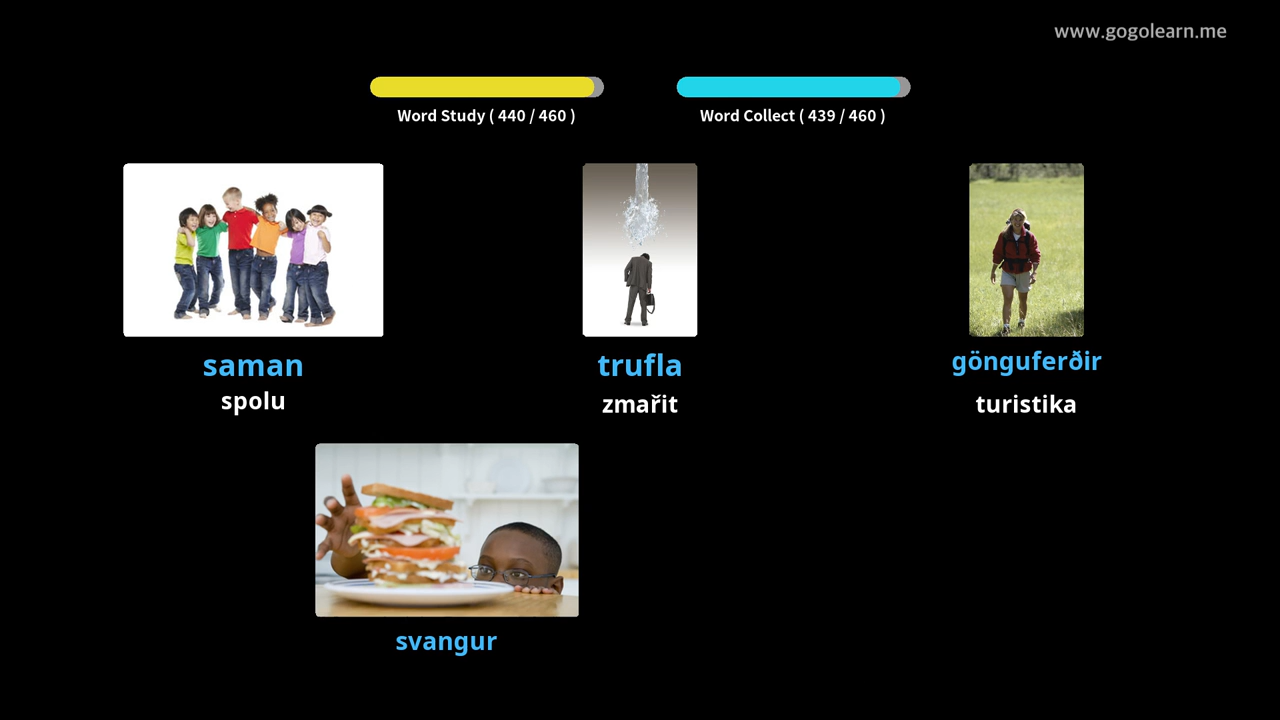 www.gogolearn.me
Word Study ( 440 / 460 )
Word Collect ( 439 / 460 )
saman
spolu
trufla
zmařit
gönguferðir
turistika
svangur